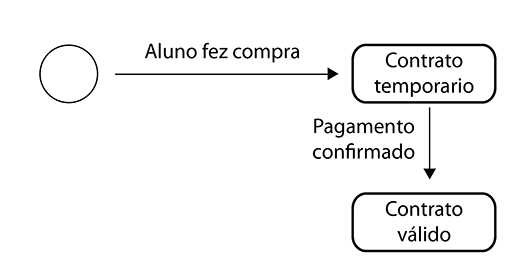 Aluno fez compra
Contrato
temporario
Pagamento
confirmado
Contrato
válido